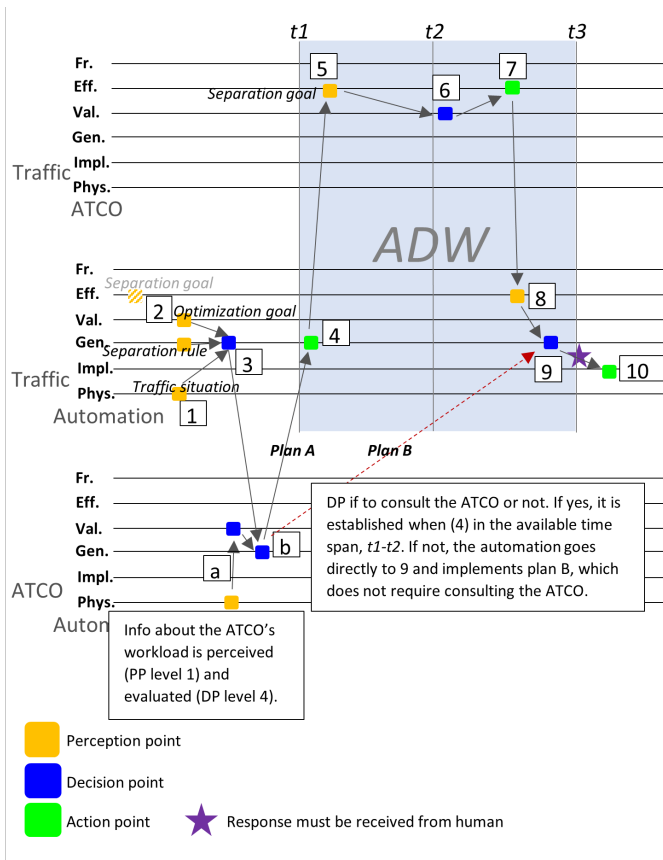 t1
t2
t3
Fr.
5
7
Eff.
6
Separation goal
Val.
Gen.
Impl.
Traffic
Phys.
ATCO
ADW
Fr.
Separation goal
Eff.
8
2
Optimization goal
Val.
4
Gen.
Separation rule
3
Impl.
9
10
Traffic
Traffic situation
Phys.
1
Automation
Plan A
Plan B
Fr.
Eff.
Val.
b
Gen.
a
Impl.
ATCO
Phys.
Autom
DP if to consult the ATCO or not. If yes, it is
established when (4) in the available time
span, t1-t2. If not, the automation goes
directly to 9 and implements plan B, which
does not require consulting the ATCO.
Info about the ATCO’s
workload is perceived
(PP level 1) and
evaluated (DP level 4).
Perception point
Decision point
Action point
Response must be received from human